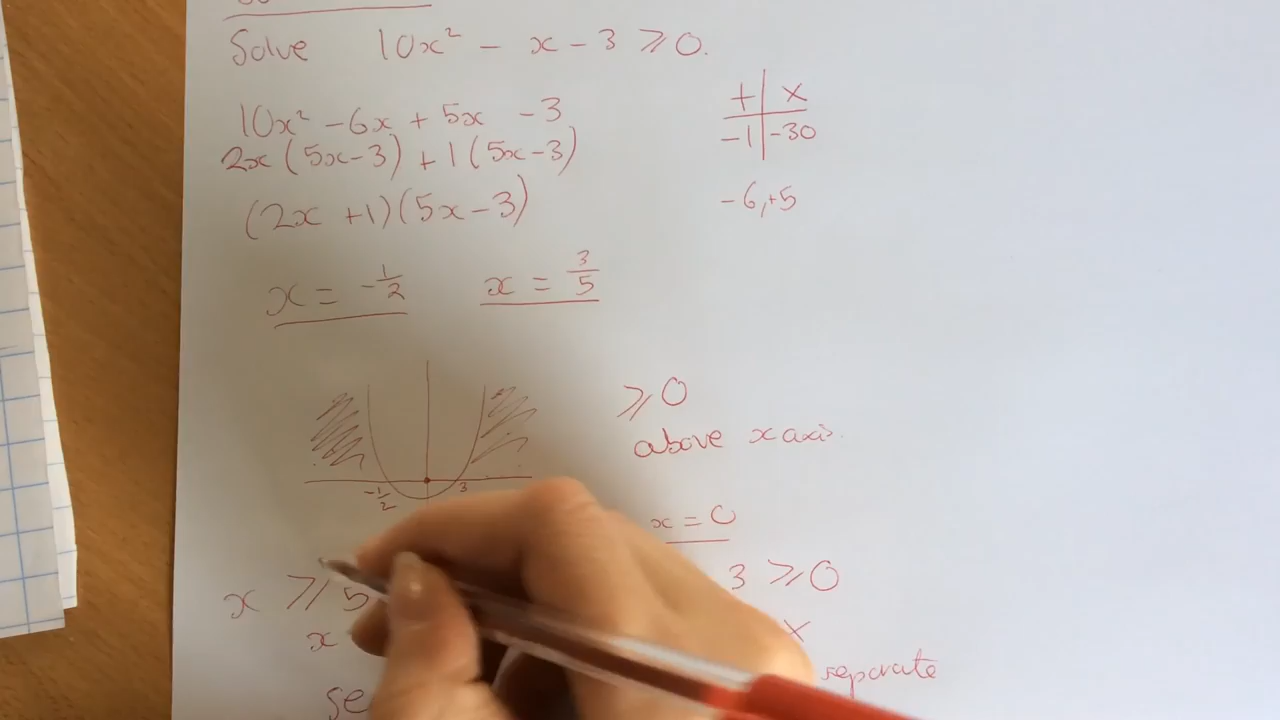 Solve 10x² - x - 3 ⩾ 0.
10x² - 6x + 5x - 3
2x(5x-3) + 1(5x-3)
(2x + 1)(5x - 3)
+ | x
-1 | -30
-6, +5
x = -1/2 x = 3/5
⩾ 0
above x axis.
-1/2 3
x = 0
3 ⩾ 0
x ⩾ 5
x
x
separate
se